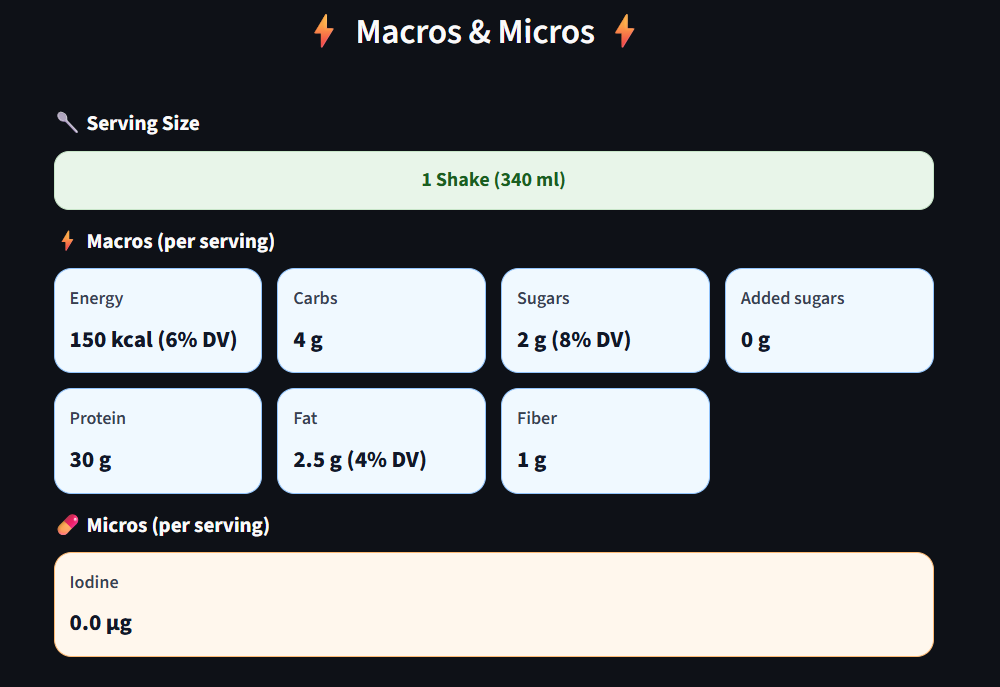 Macros & Micros
Serving Size
1 Shake (340 ml)
Macros (per serving)
Energy
150 kcal (6% DV)
Carbs
4 g
Sugars
2 g (8% DV)
Added sugars
0 g
Protein
30 g
Fat
2.5 g (4% DV)
Fiber
1 g
Micros (per serving)
Iodine
0.0 µg